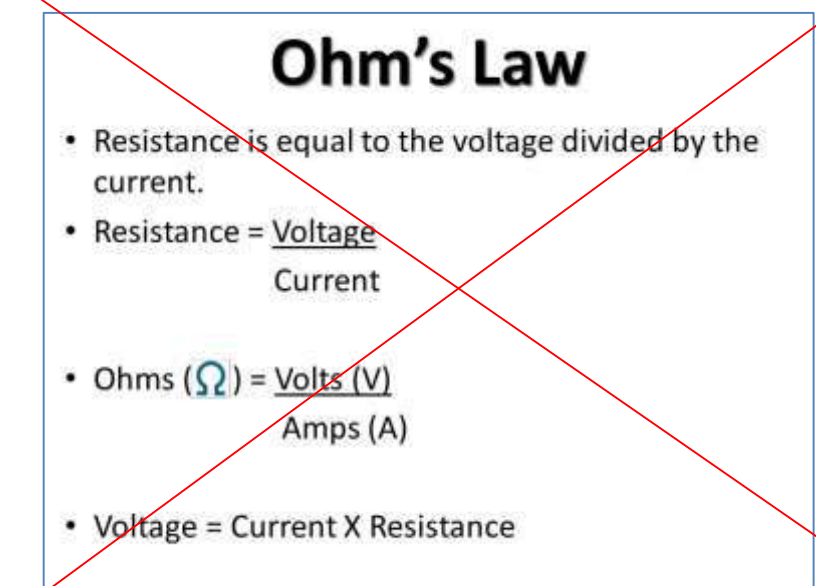 Ohm's Law
• Resistance is equal to the voltage divided by the
current.
• Resistance = Voltage
Current
• Ohms (Ω) = Volts (V)
Amps (A)
• Voltage = Current X Resistance